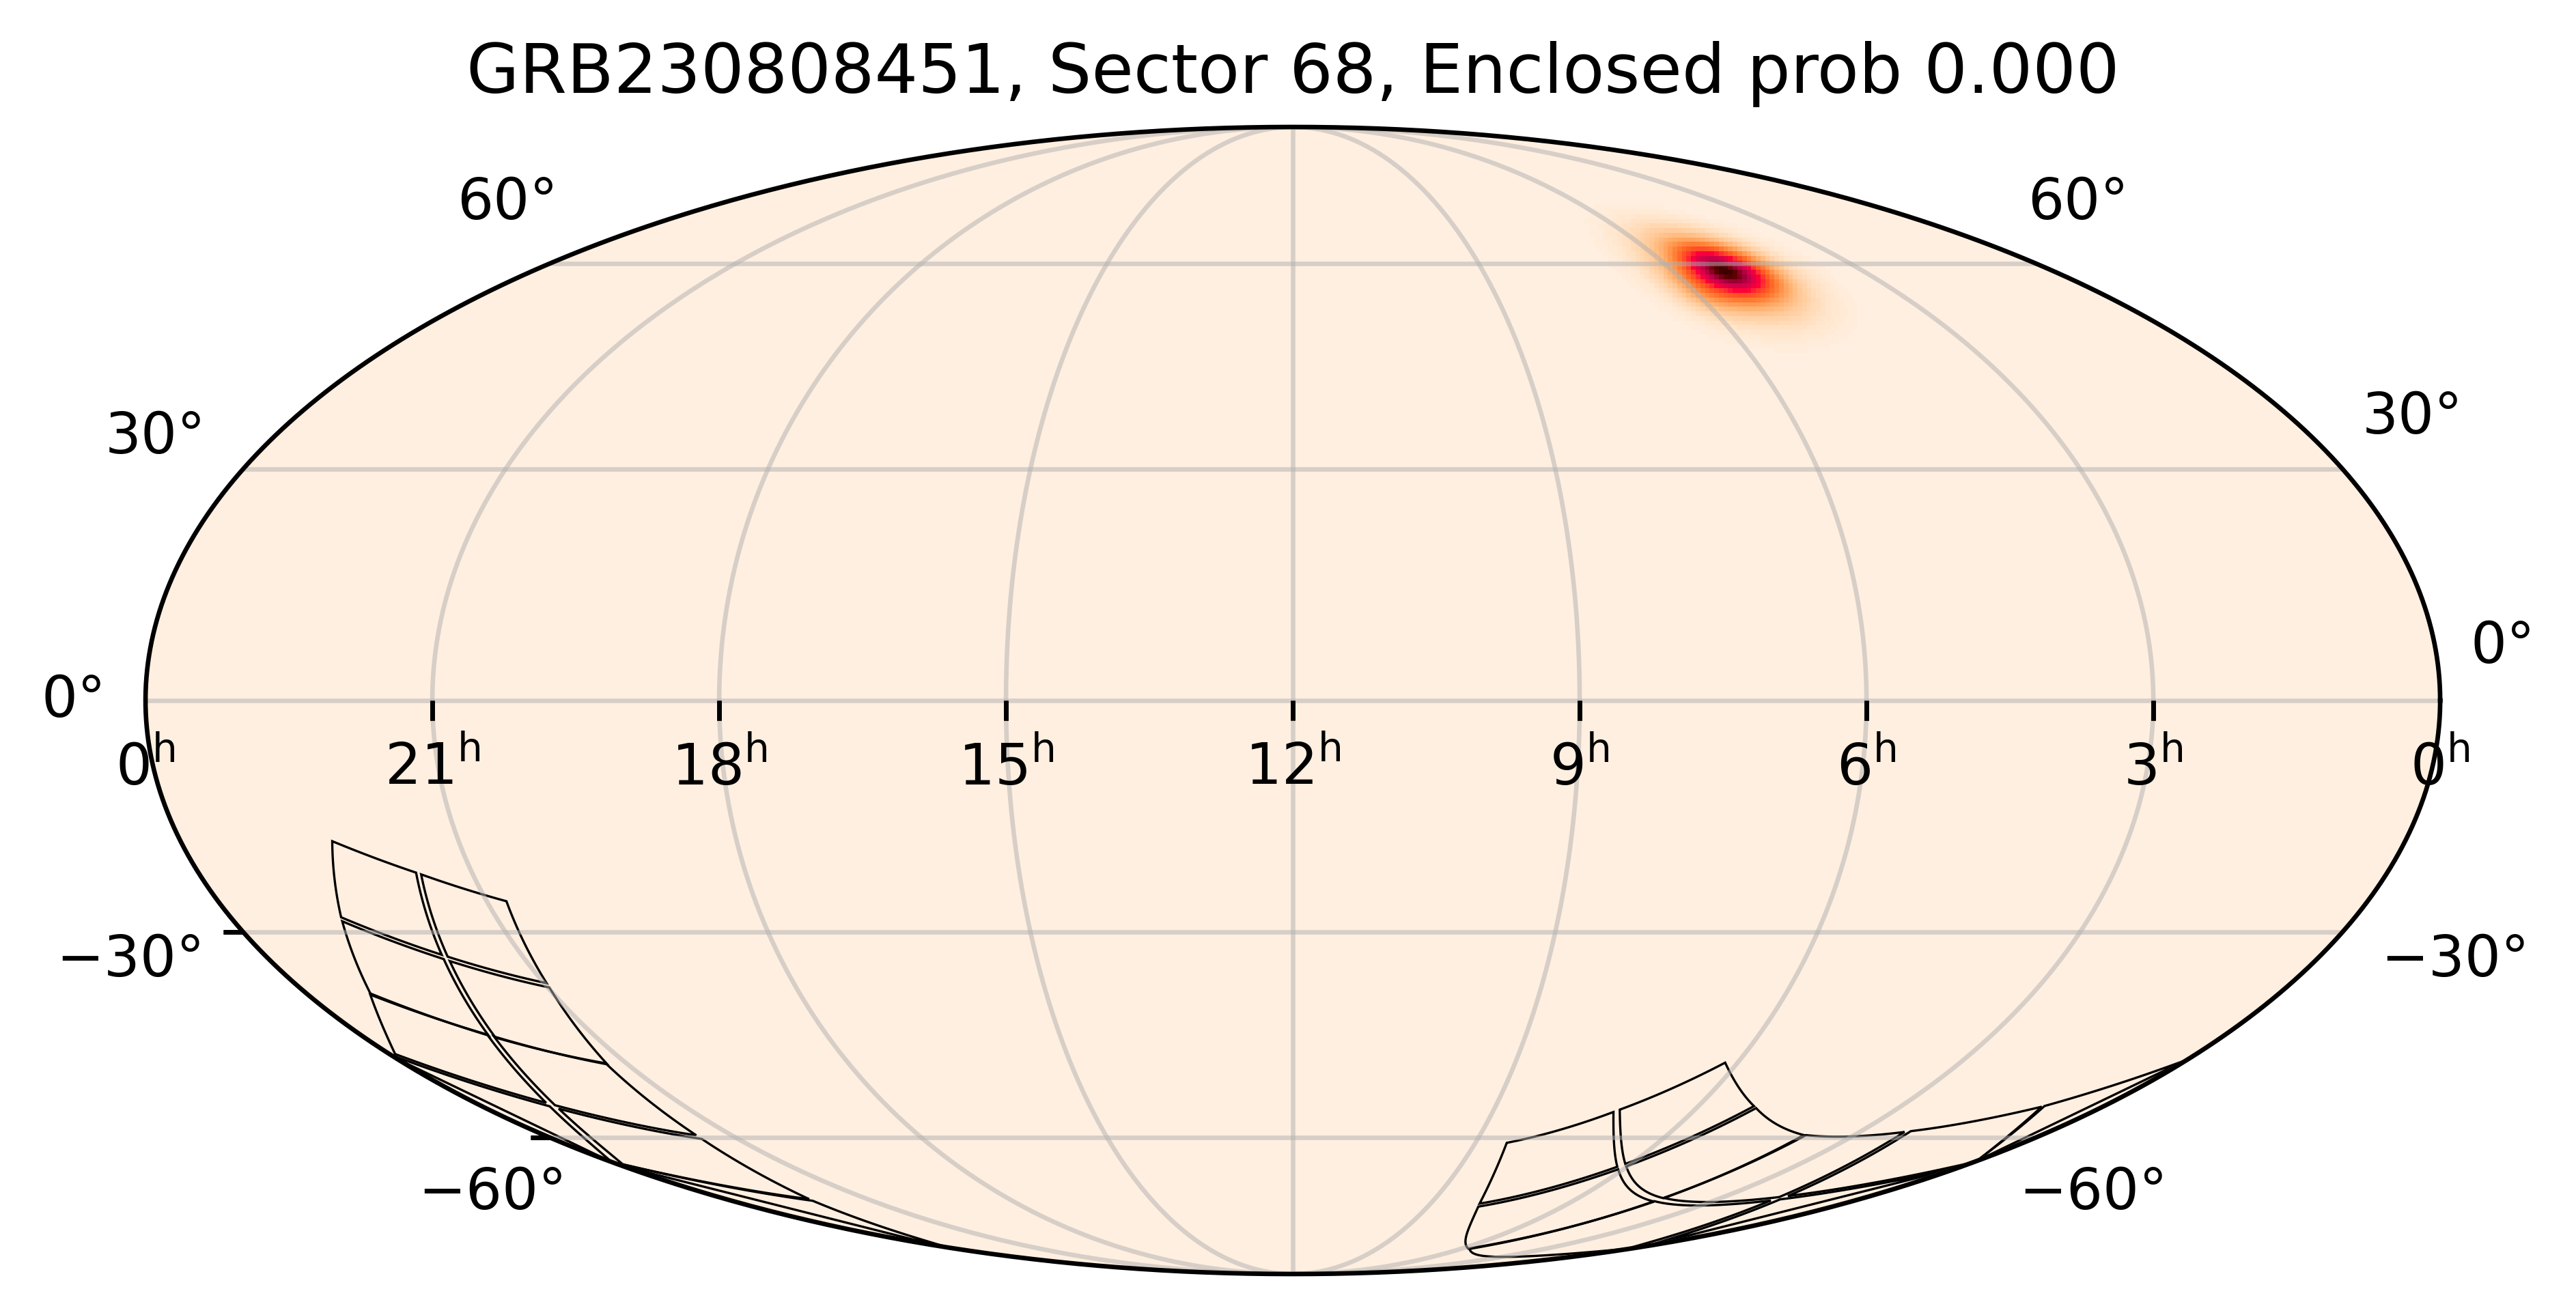 GRB230808451, Sector 68, Enclosed prob 0.000
60° 60°
30° 30°
0° 0°
0ʰ 21ʰ 18ʰ 15ʰ 12ʰ 9ʰ 6ʰ 3ʰ 0ʰ
−30° −30°
−60° −60°